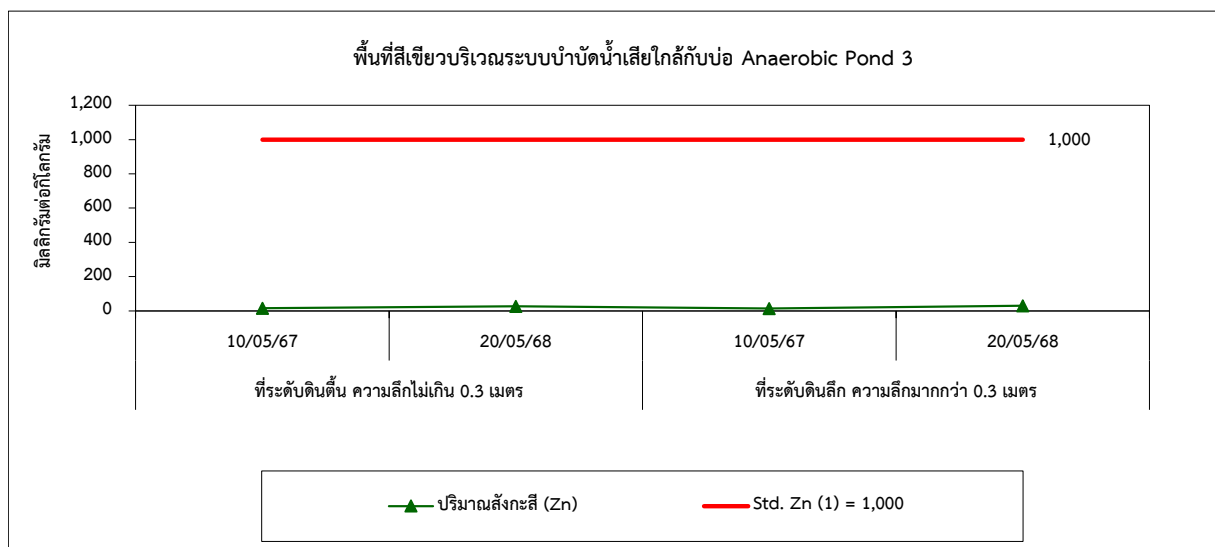 พื้นที่สีเขียวบริเวณระบบบำบัดน้ำเสียใกล้กับบ่อ Anaerobic Pond 3
มิลลิกรัมต่อกิโลกรัม
1,200
1,000
800
600
400
200
0
1,000
10/05/67 20/05/68 10/05/67 20/05/68
ที่ระดับดินตื้น ความลึกไม่เกิน 0.3 เมตร ที่ระดับดินลึก ความลึกมากกว่า 0.3 เมตร
ปริมาณสังกะสี (Zn) Std. Zn (1) = 1,000